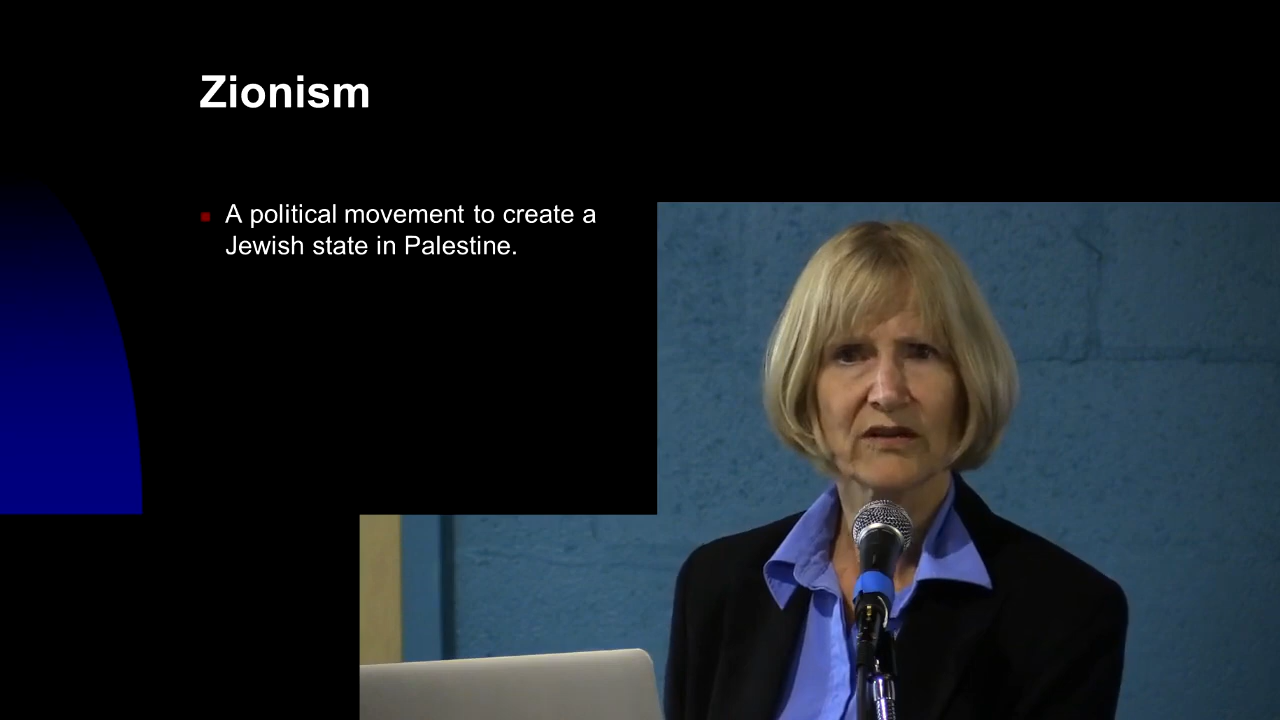 Zionism
A political movement to create a
Jewish state in Palestine.